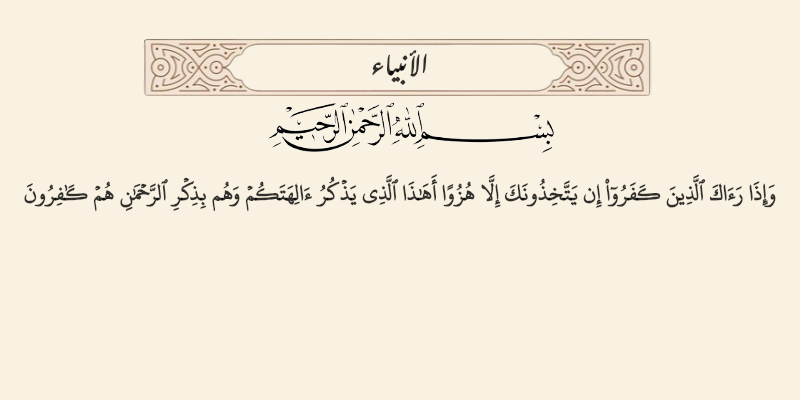 الأنبياء
بِسْمِ ٱللَّهِ ٱلرَّحْمَٰنِ ٱلرَّحِيمِ
وَإِذَا رَءَاكَ ٱلَّذِينَ كَفَرُوٓا۟ إِن يَتَّخِذُونَكَ إِلَّا هُزُوًا أَهَٰذَا ٱلَّذِى يَذْكُرُ ءَالِهَتَكُمْ وَهُم بِذِكْرِ ٱلرَّحْمَٰنِ هُمْ كَٰفِرُونَ